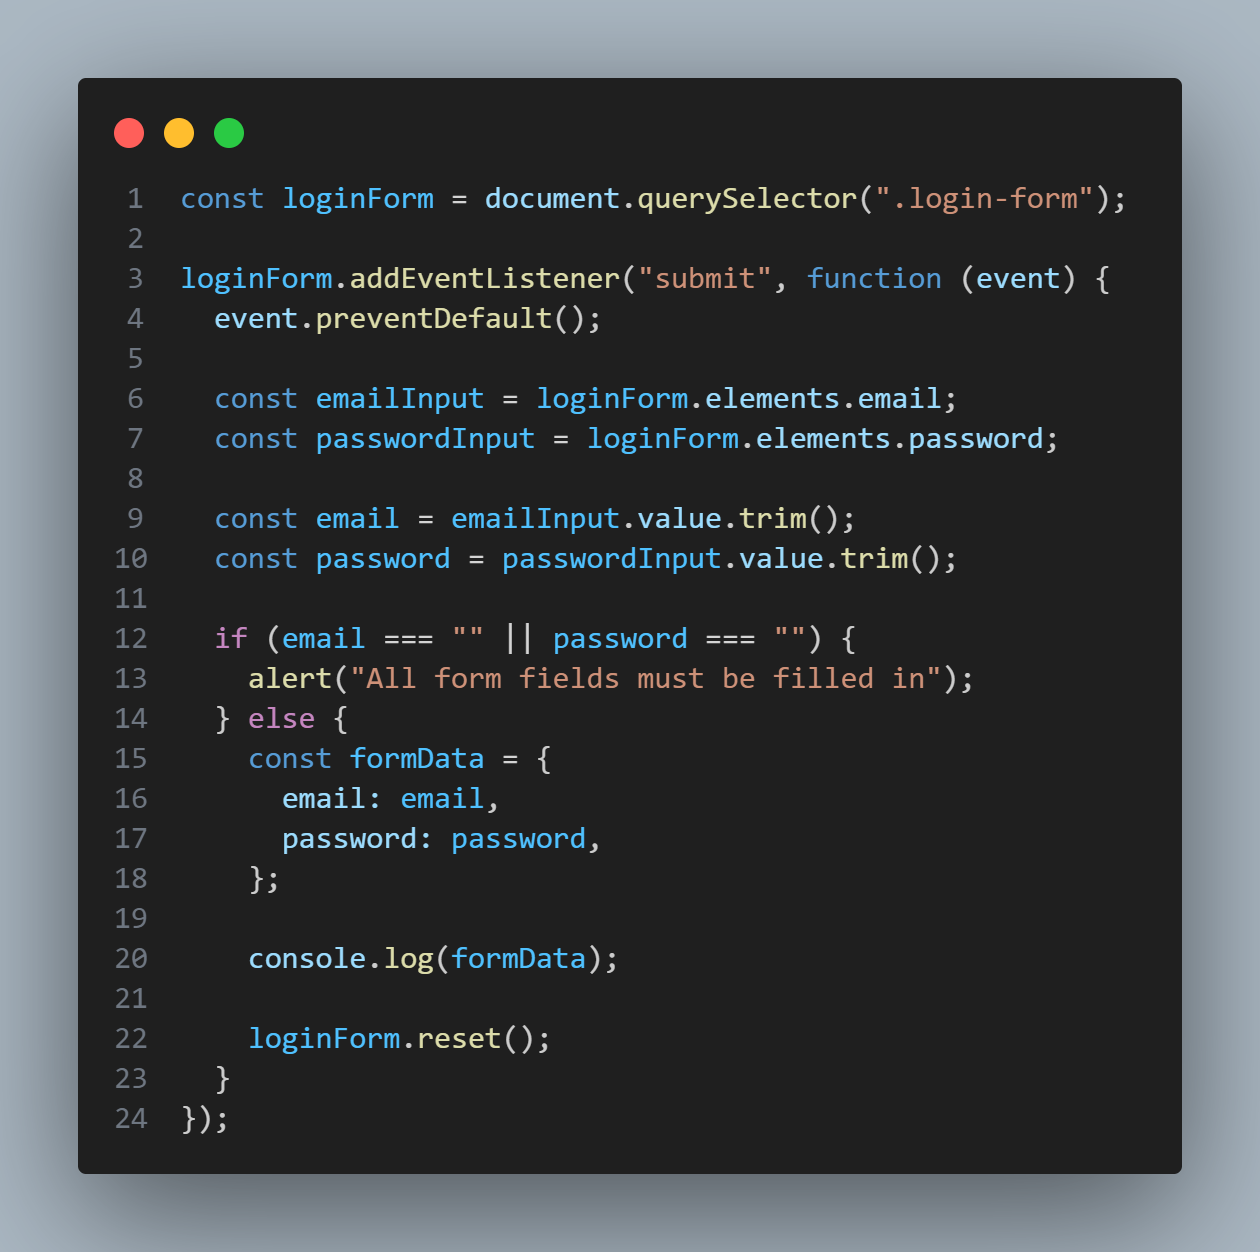 1 const loginForm = document.querySelector(".login-form");
2
3 loginForm.addEventListener("submit", function (event) {
4   event.preventDefault();
5
6   const emailInput = loginForm.elements.email;
7   const passwordInput = loginForm.elements.password;
8
9   const email = emailInput.value.trim();
10   const password = passwordInput.value.trim();
11
12   if (email === "" || password === "") {
13     alert("All form fields must be filled in");
14   } else {
15     const formData = {
16       email: email,
17       password: password,
18     };
19
20     console.log(formData);
21
22     loginForm.reset();
23   }
24 });